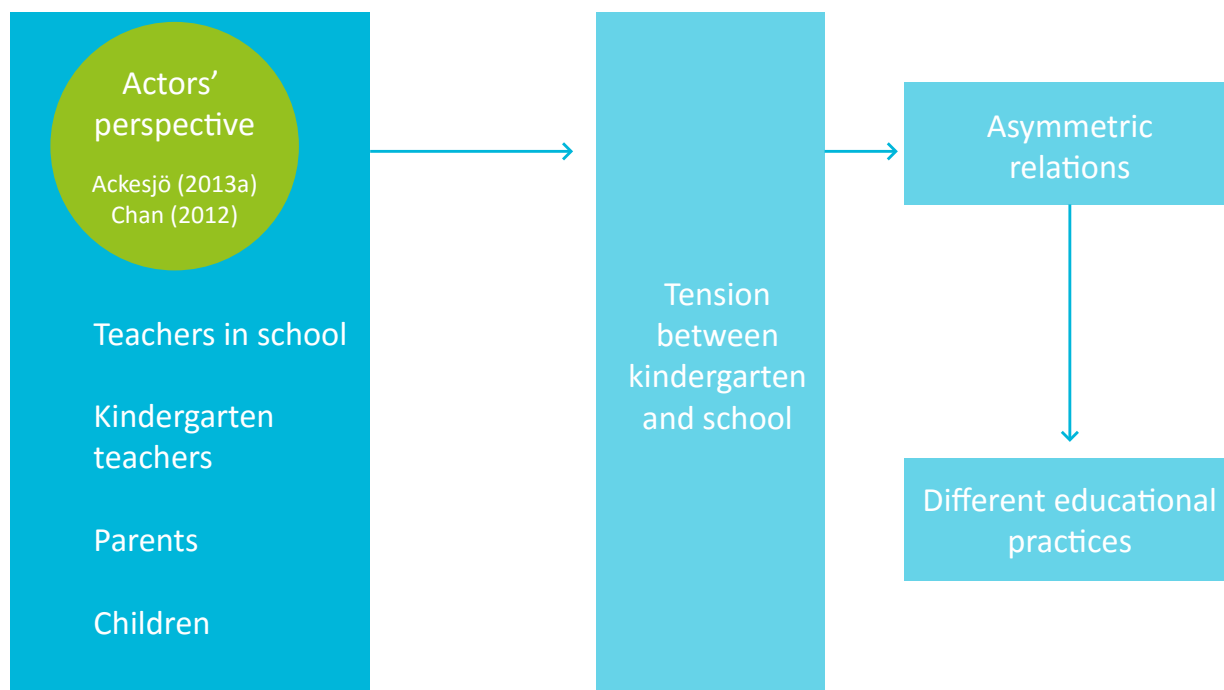 Actors’
perspective
Ackesjö (2013a)
Chan (2012)
Teachers in school
Kindergarten
teachers
Parents
Children
Tension
between
kindergarten
and school
Asymmetric
relations
Different educational
practices